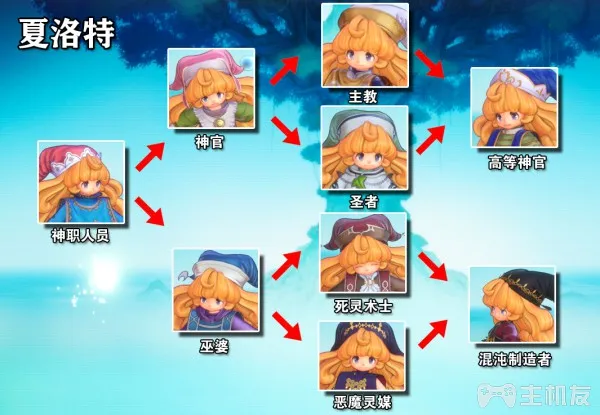 夏洛特
主教
神官
高等神官
圣者
神职人员
死灵术士
巫婆
混沌制造者
恶魔灵媒
主机友